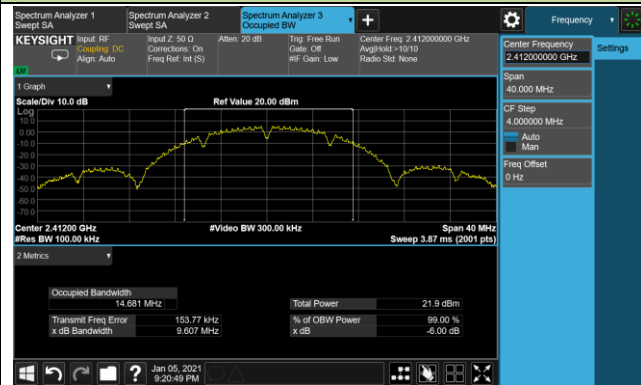 Spectrum Analyzer 1
Swept SA
Spectrum Analyzer 2
Swept SA
Spectrum Analyzer 3
Occupied BW
Frequency
KEYSIGHT
Input: RF
Coupling: DC
Align: Auto
Input Z: 50 Ω
Corrections: On
Freq Ref: Int (S)
Atten: 20 dB
Trig: Free Run
Gate: Off
#IF Gain: Low
Center Freq: 2.412000000 GHz
Avg|Hold:>10/10
Radio Std: None
LXI
Center Frequency
2.412000000 GHz
Settings
Span
40.000 MHz
CF Step
4.000000 MHz
Auto
Man
Freq Offset
0 Hz
1 Graph
Scale/Div 10.0 dB
Ref Value 20.00 dBm
Log
10.0
0.00
-10.0
-20.0
-30.0
-40.0
-50.0
-60.0
-70.0
Center 2.41200 GHz
#Video BW 300.00 kHz
Span 40 MHz
#Res BW 100.00 kHz
Sweep 3.87 ms (2001 pts)
2 Metrics
Occupied Bandwidth
14.681 MHz
Total Power
21.9 dBm
Transmit Freq Error
153.77 kHz
% of OBW Power
99.00 %
x dB Bandwidth
9.607 MHz
x dB
-6.00 dB
?
Jan 05, 2021
9:20:49 PM